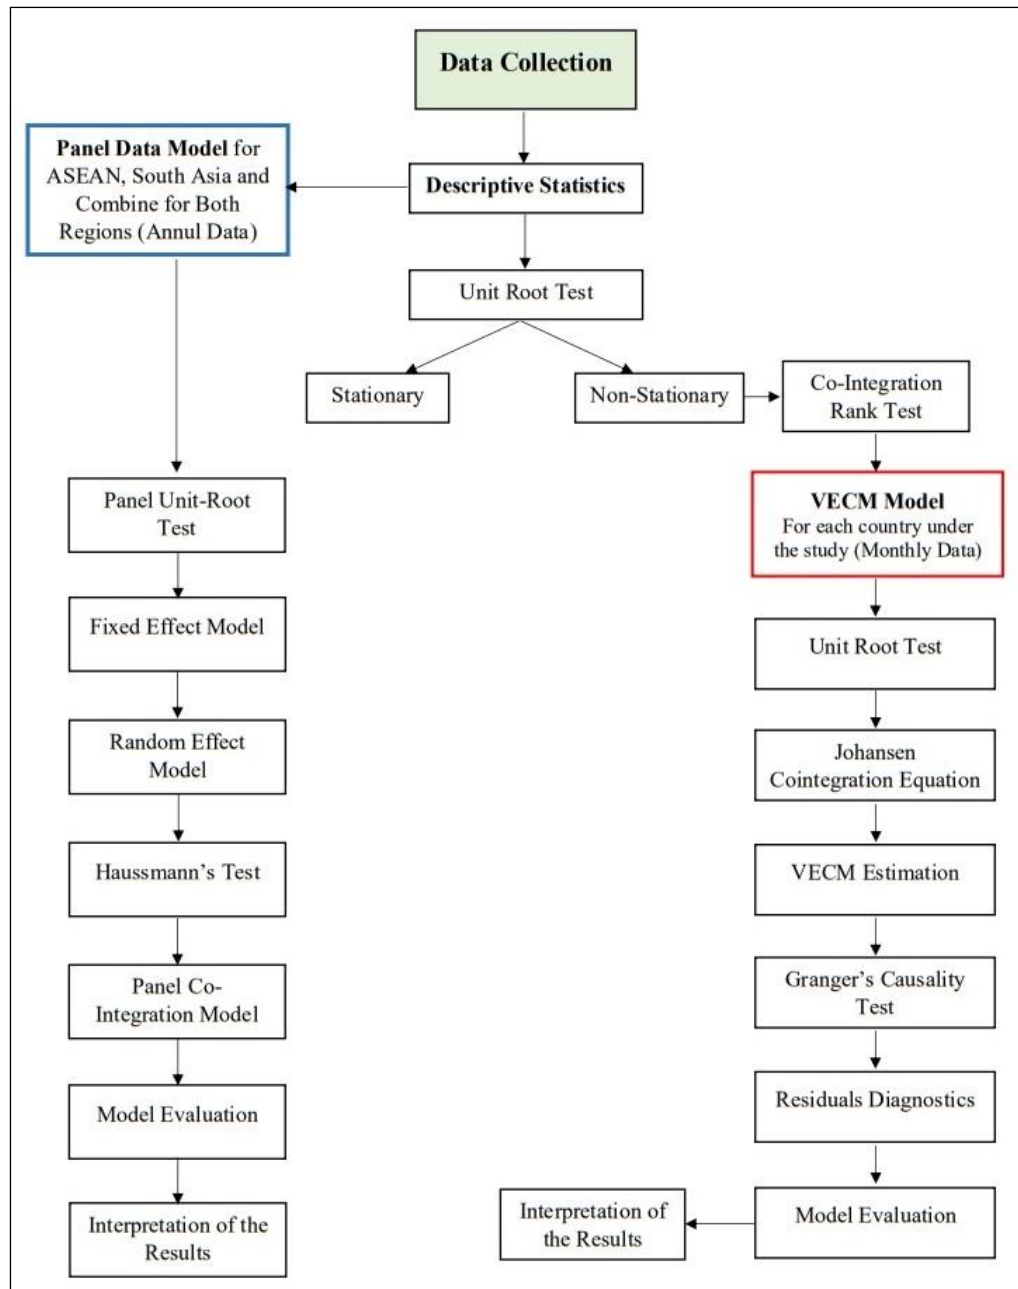 Data Collection
Panel Data Model for
ASEAN, South Asia and
Combine for Both
Regions (Annul Data)
Descriptive Statistics
Unit Root Test
Stationary
Non-Stationary
Co-Integration
Rank Test
VECM Model
For each country under
the study (Monthly Data)
Panel Unit-Root
Test
Fixed Effect Model
Random Effect
Model
Haussmann's Test
Panel Co-
Integration Model
Model Evaluation
Interpretation of the
Results
Unit Root Test
Johansen
Cointegration Equation
VECM Estimation
Granger's Causality
Test
Residuals Diagnostics
Model Evaluation
Interpretation of
the Results